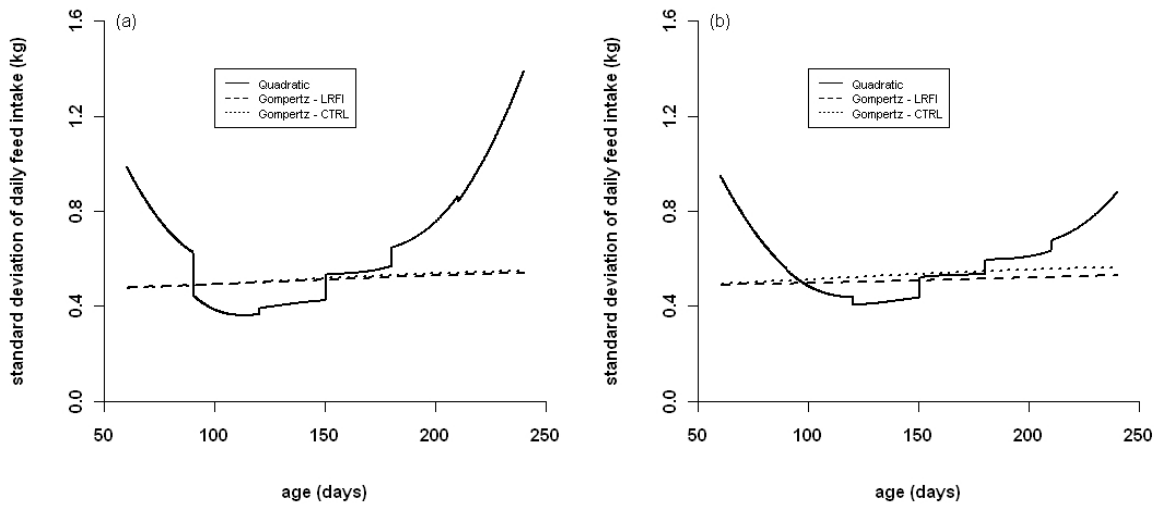 (a)
standard deviation of daily feed intake (kg)
1.6
1.2
0.8
0.4
0.0
Quadratic
Gompertz - LRFI
Gompertz - CTRL
50
100
150
200
250
age (days)
(b)
standard deviation of daily feed intake (kg)
1.6
1.2
0.8
0.4
0.0
Quadratic
Gompertz - LRFI
Gompertz - CTRL
50
100
150
200
250
age (days)